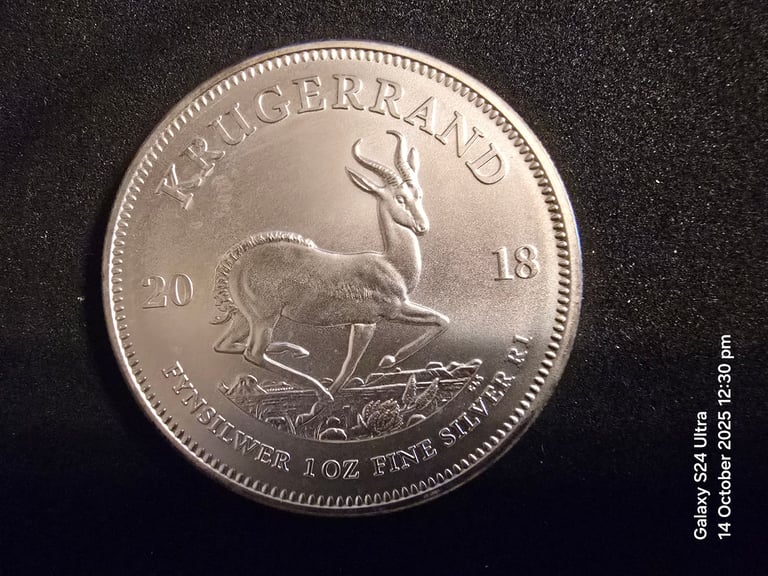 KRUGERRAND
20 18
FYNSILWER 1 OZ FINE SILVER R1
Galaxy S24 Ultra
14 October 2025 12:30 pm